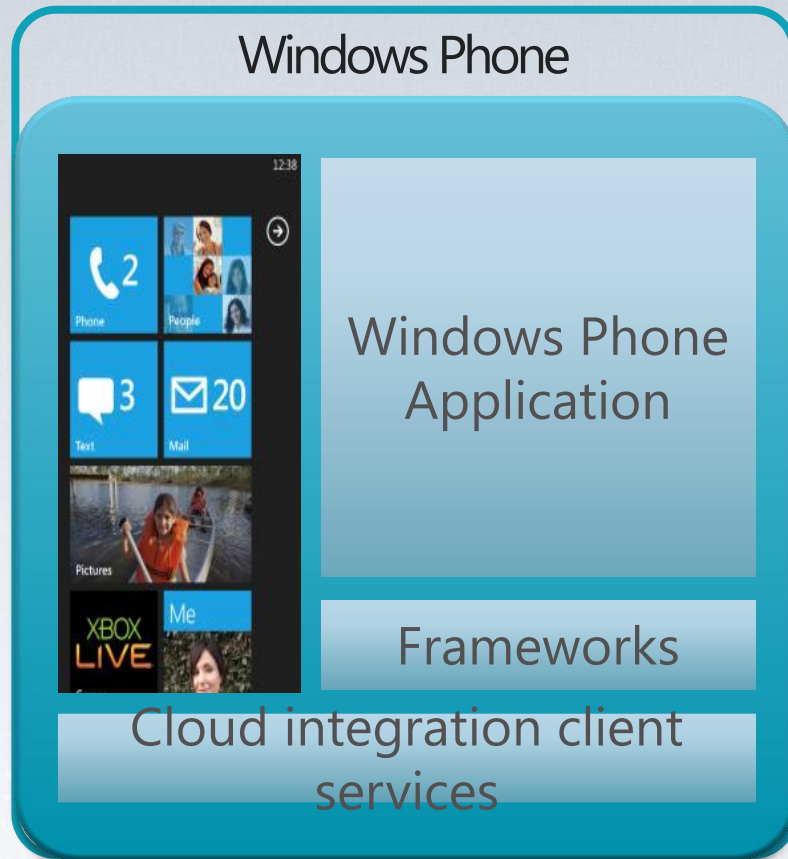 Windows Phone
12:38
2
Phone
People
3
Text
20
Mail
Pictures
XBOX
LIVE
Me
Windows Phone
Application
Frameworks
Cloud integration client
services